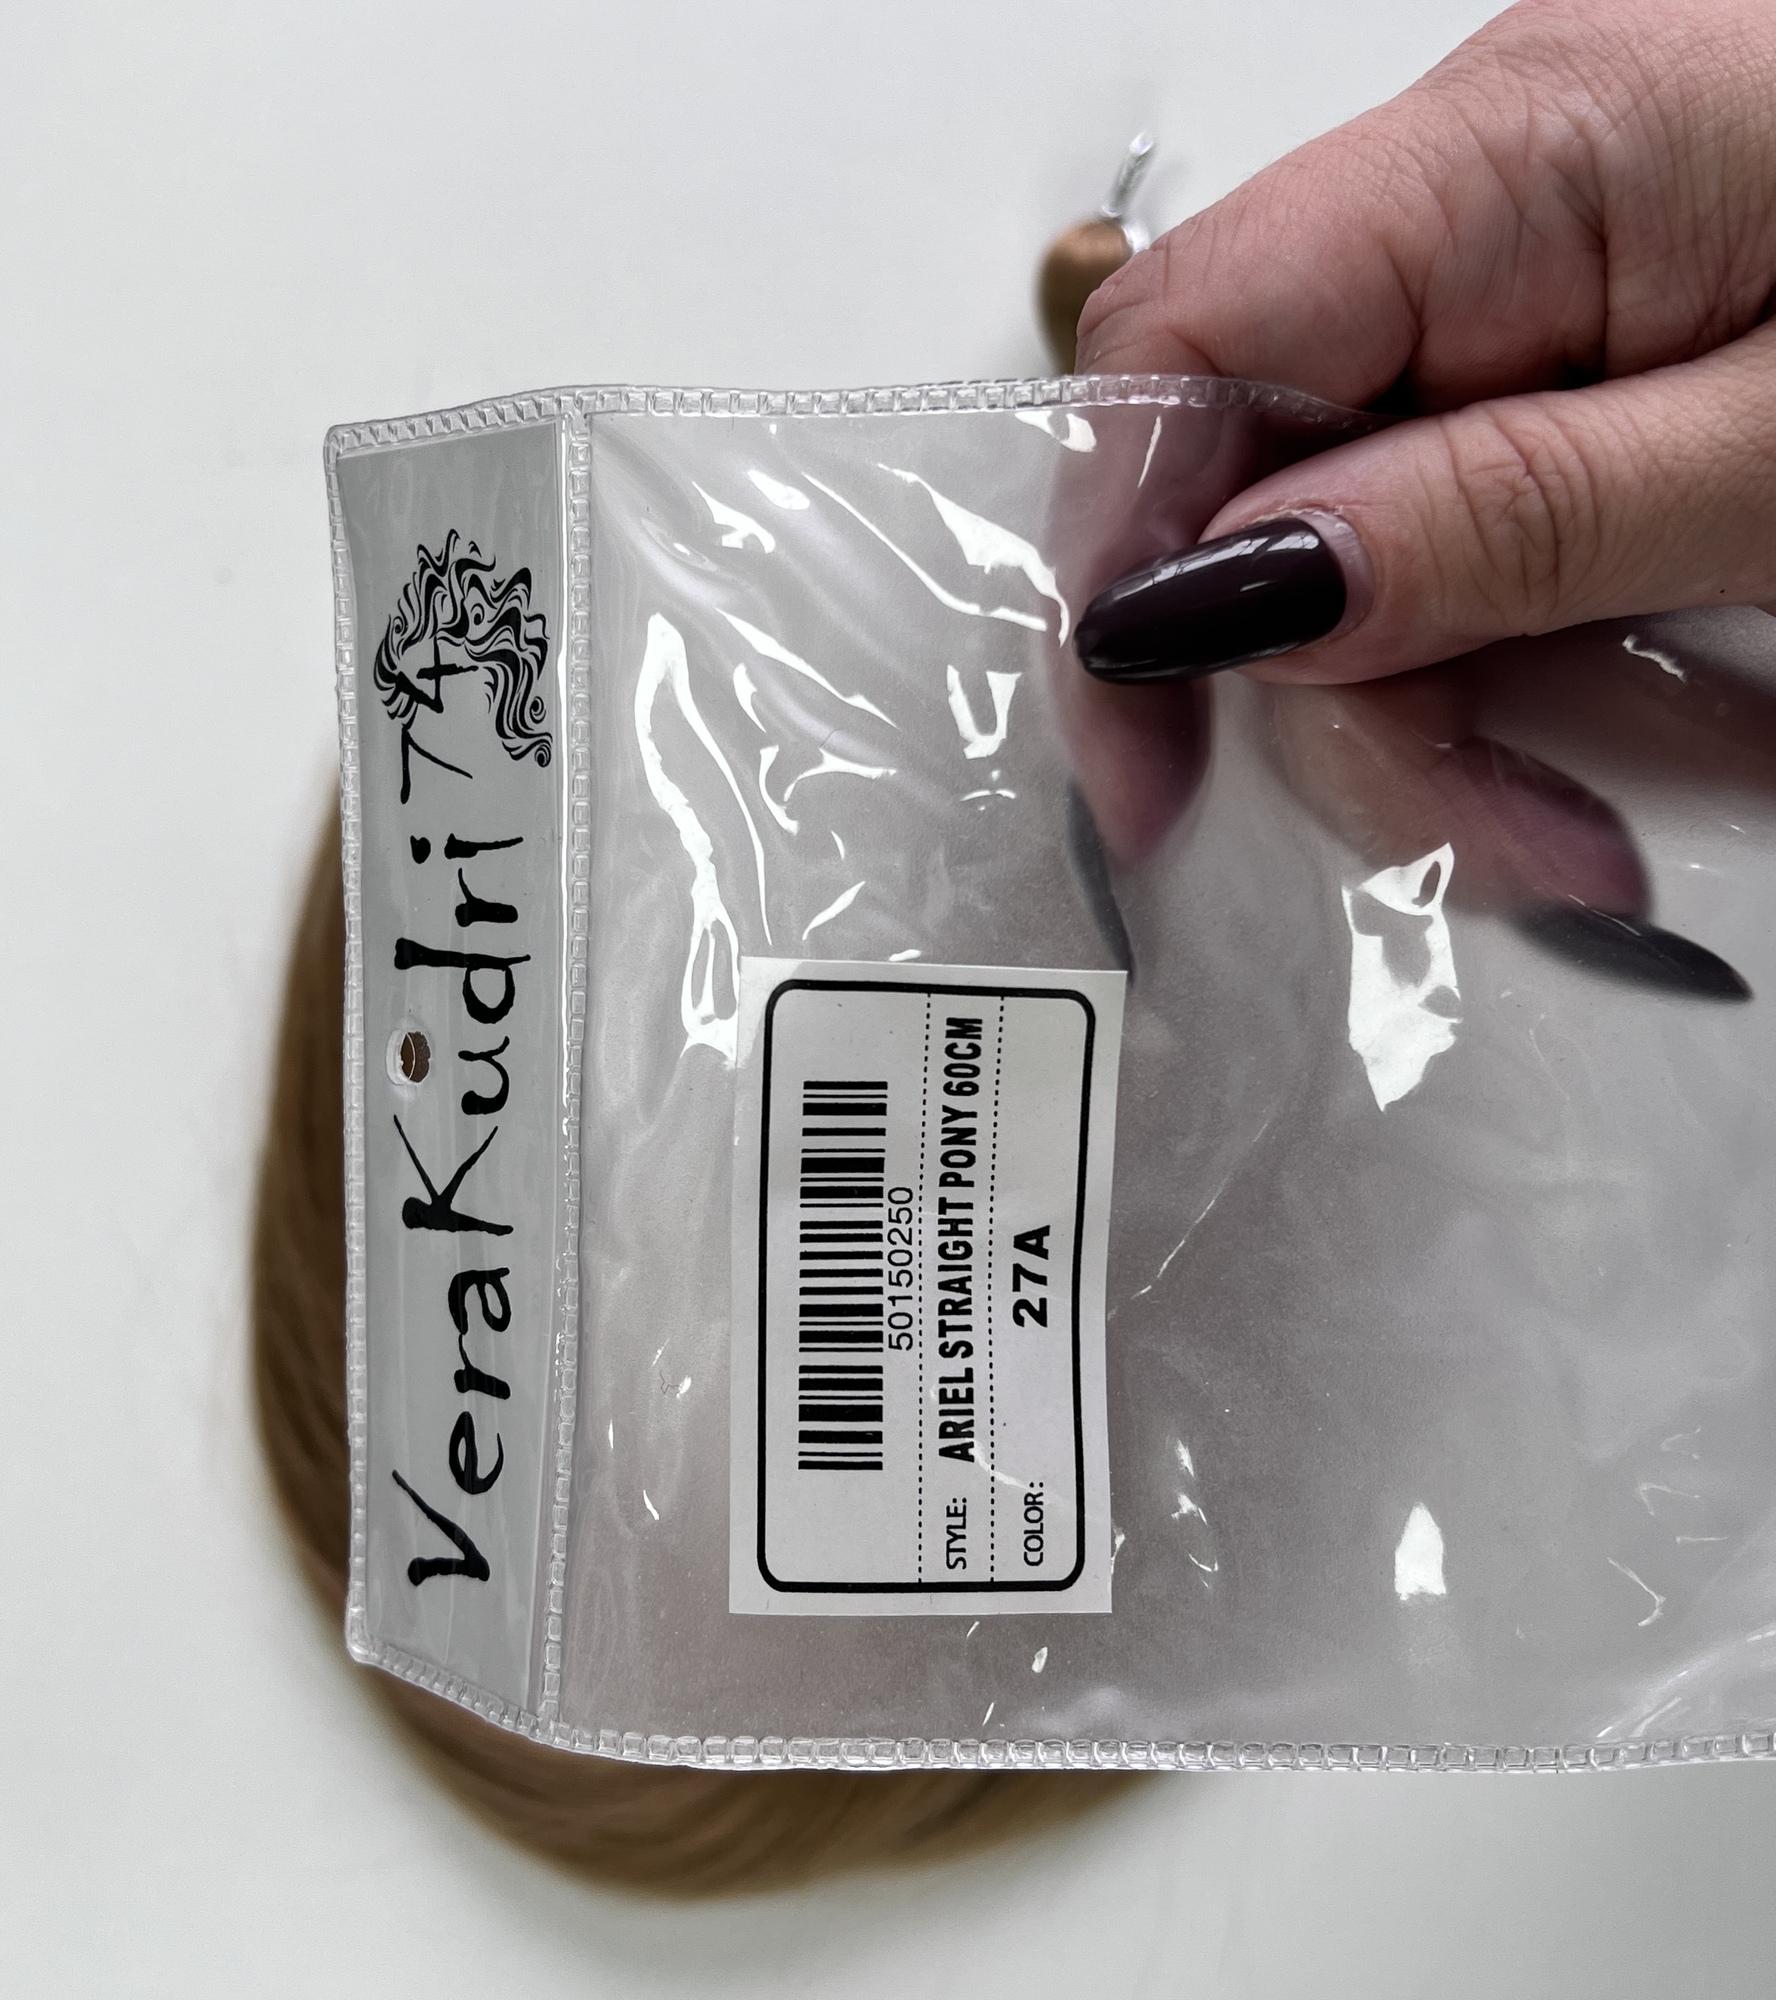 VeraKudri74
50150250
STYLE: ARIEL STRAIGHT PONY 60CM
COLOR: 27A